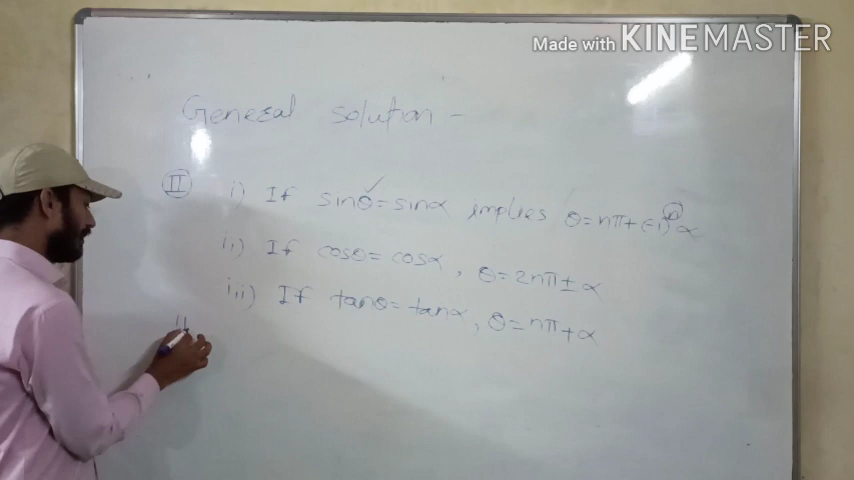 Made with KINEMASTER
General solution -
II i) If sinθ = sinα implies θ = nπ + (-1)ⁿ α
ii) If cosθ = cosα, θ = 2nπ ± α
iii) If tanθ = tanα, θ = nπ + α